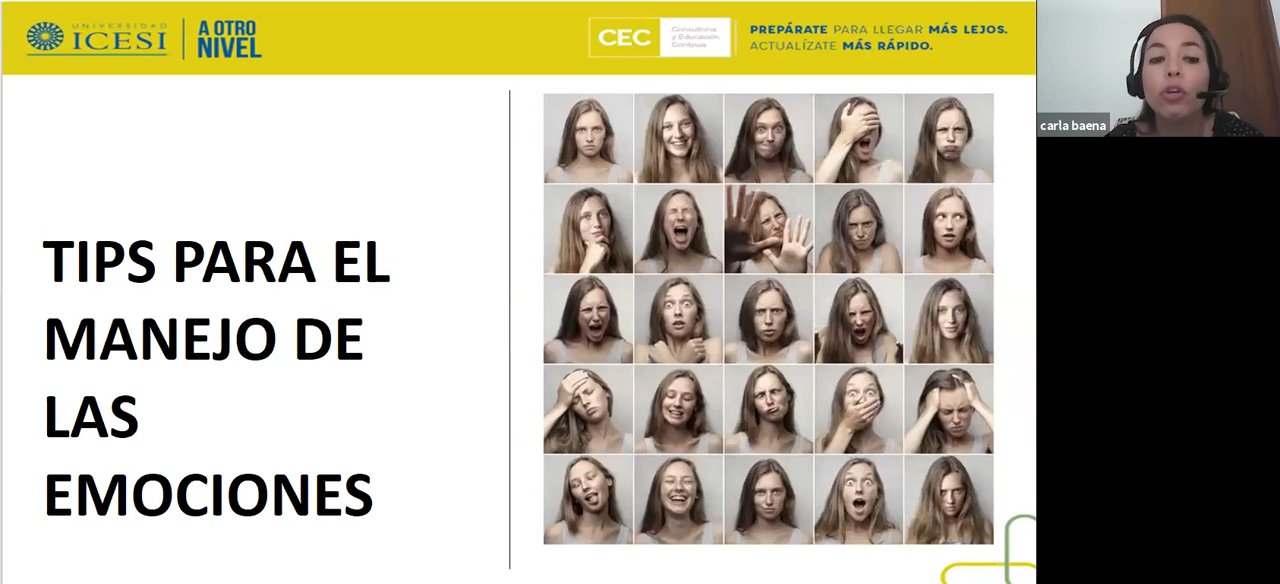 UNIVERSIDAD
ICESI
A OTRO
NIVEL
CEC
Consultoría
y Educación
Continua
PREPÁRATE PARA LLEGAR MÁS LEJOS.
ACTUALÍZATE MÁS RÁPIDO.
carla baena
TIPS PARA EL
MANEJO DE
LAS
EMOCIONES